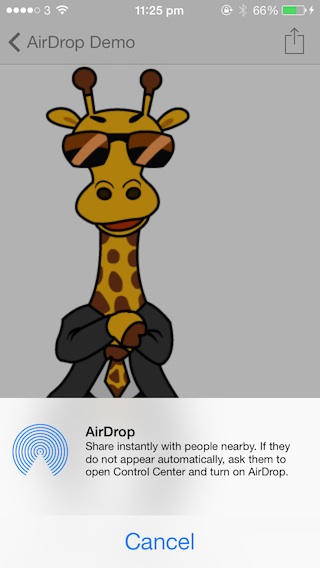 3 11:25 pm 66%
AirDrop Demo
AirDrop
Share instantly with people nearby. If they
do not appear automatically, ask them to
open Control Center and turn on AirDrop.
Cancel